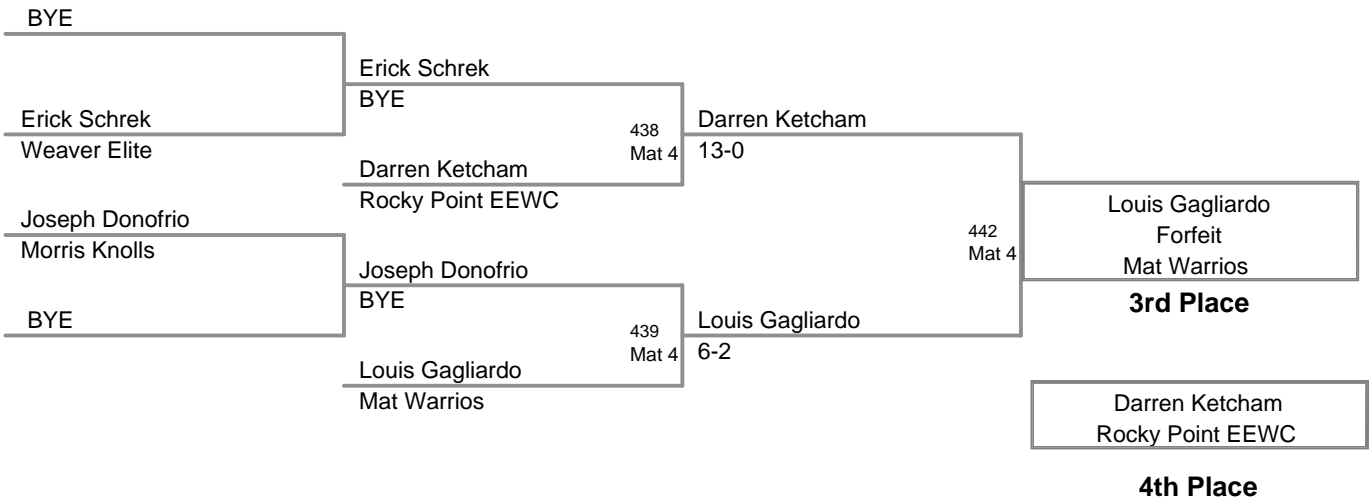 BYE
Erick Schrek
BYE
Erick Schrek
Weaver Elite
438
Mat 4
Darren Ketcham
13-0
Darren Ketcham
Rocky Point EEWC
Joseph Donofrio
Morris Knolls
442
Mat 4
Louis Gagliardo
Forfeit
Mat Warrios
3rd Place
Joseph Donofrio
BYE
BYE
439
Mat 4
Louis Gagliardo
6-2
Louis Gagliardo
Mat Warrios
Darren Ketcham
Rocky Point EEWC
4th Place